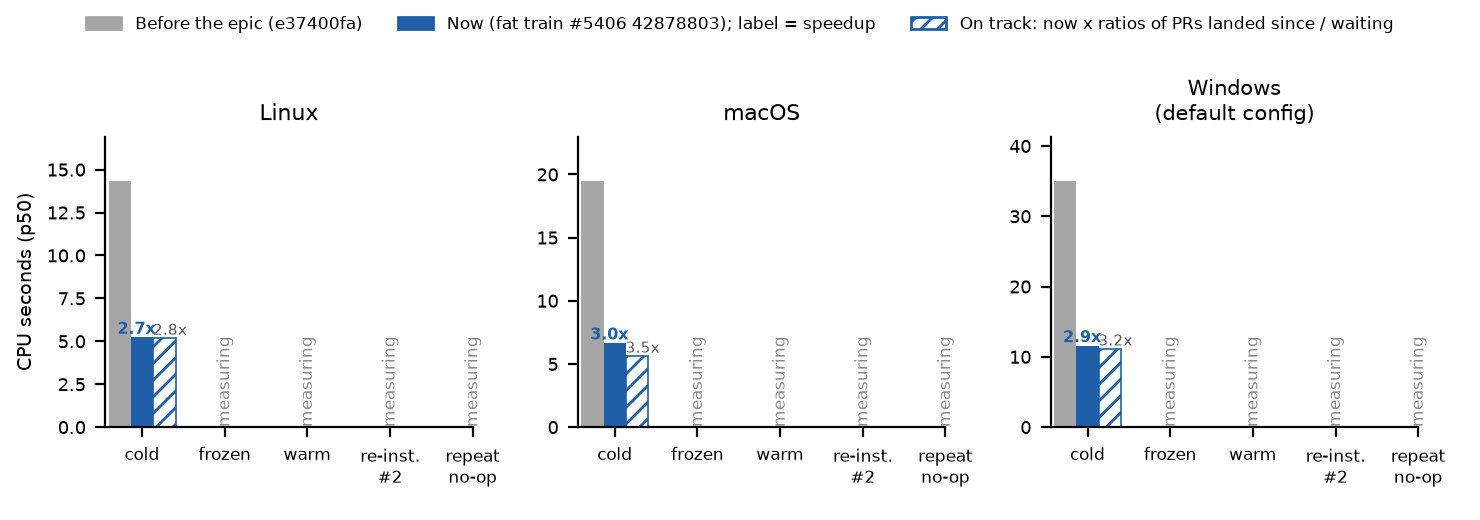 Before the epic (e37400fa)
Now (fat train #5406 42878803); label = speedup
On track: now x ratios of PRs landed since / waiting
Linux
CPU seconds (p50)
15.0
12.5
10.0
7.5
5.0
2.5
0.0
2.7x
2.8x
measuring
measuring
measuring
measuring
cold
frozen
warm
re-inst.
#2
repeat
no-op
macOS
20
15
10
5
0
3.0x
3.5x
measuring
measuring
measuring
measuring
cold
frozen
warm
re-inst.
#2
repeat
no-op
Windows
(default config)
40
30
20
10
0
2.9x
3.2x
measuring
measuring
measuring
measuring
cold
frozen
warm
re-inst.
#2
repeat
no-op